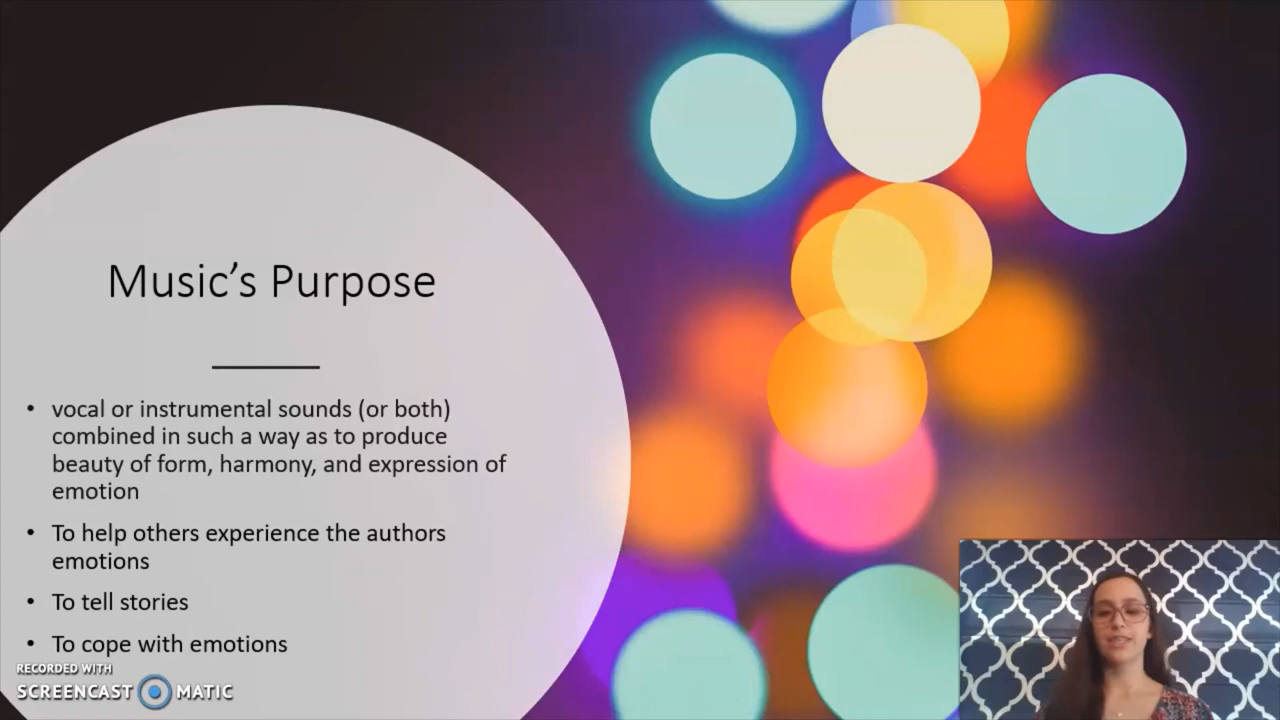 Music’s Purpose
• vocal or instrumental sounds (or both)
combined in such a way as to produce
beauty of form, harmony, and expression of
emotion
• To help others experience the authors
emotions
• To tell stories
• To cope with emotions
RECORDED WITH
SCREENCAST MATIC